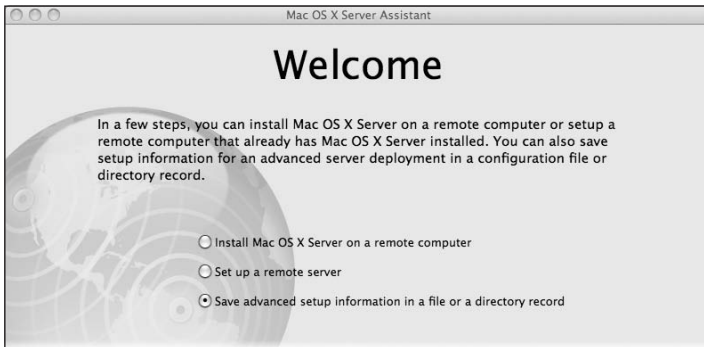 Mac OS X Server Assistant
Welcome
In a few steps, you can install Mac OS X Server on a remote computer or setup a
remote computer that already has Mac OS X Server installed. You can also save
setup information for an advanced server deployment in a configuration file or
directory record.
Install Mac OS X Server on a remote computer
Set up a remote server
Save advanced setup information in a file or a directory record